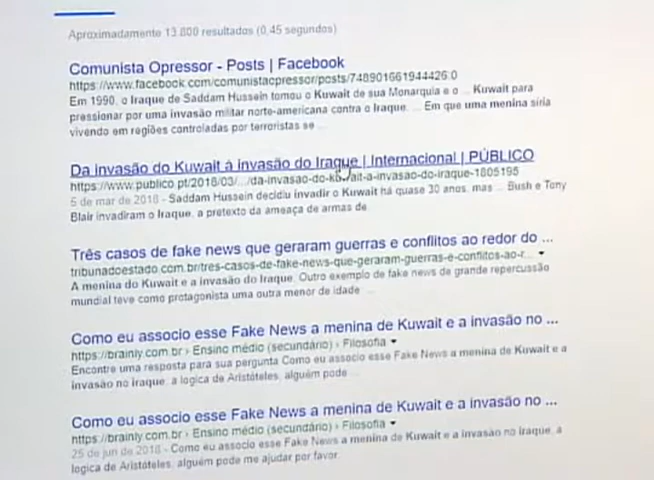 Aproximadamente 13.800 resultados (0,45 segundos)
Comunista Opressor - Posts | Facebook
https://www.facebook.com/comunistaopressor/posts/748901661944426:0
Em 1990, o Iraque de Saddam Hussein tomou o Kuwait de sua Monarquia e o ... Kuwait para
pressionar por uma invasão militar norte-americana contra o Iraque. ... Em que uma menina síria
vivendo em regiões controladas por terroristas se ...
Da invasão do Kuwait à invasão do Iraque | Internacional | PÚBLICO
https://www.publico.pt/2018/03/.../da-invasao-do-kuwait-a-invasao-do-iraque-1805195
5 de mar de 2018 - Saddam Hussein decidiu invadir o Kuwait há quase 30 anos, mas ... Bush e Tony
Blair invadiram o Iraque, a pretexto da ameaça de armas de
Três casos de fake news que geraram guerras e conflitos ao redor do ...
tribunadoestado.com.br/tres-casos-de-fake-news-que-geraram-guerras-e-conflitos-ao-r...
A menina do Kuwait e a invasão do Iraque. Outro exemplo de fake news de grande repercussão
mundial teve como protagonista uma outra menor de idade ...
Como eu associo esse Fake News a menina de Kuwait e a invasão no ...
https://brainly.com.br › Ensino médio (secundário) › Filosofia
Encontre uma resposta para sua pergunta Como eu associo esse Fake News a menina de Kuwait e a
invasão no iraque, a logica de Aristóteles, alguém pode ...
Como eu associo esse Fake News a menina de Kuwait e a invasão no ...
https://brainly.com.br › Ensino médio (secundário) › Filosofia
25 de jun de 2018 - Como eu associo esse Fake News a menina de Kuwait e a invasão no Iraque, a
logica de Aristóteles, alguém pode me ajudar por favor.